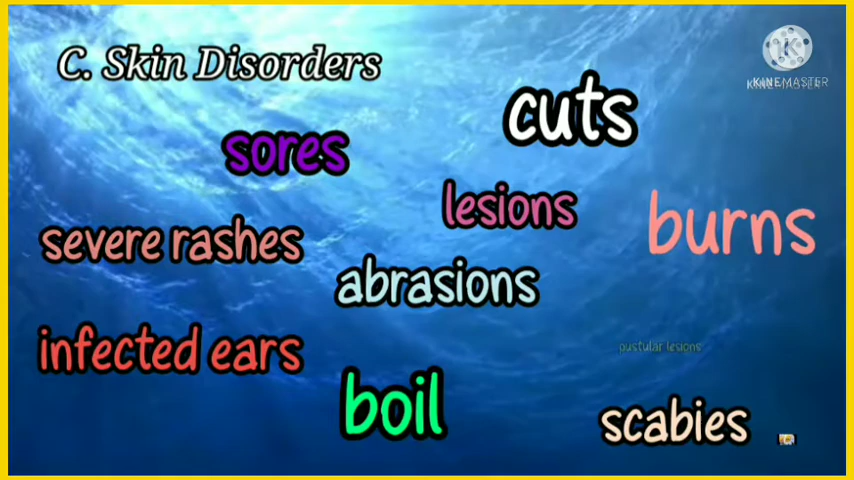 C. Skin Disorders
KINEMASTER
cuts
sores
lesions
burns
severe rashes
abrasions
infected ears
pustular lesions
boil
scabies